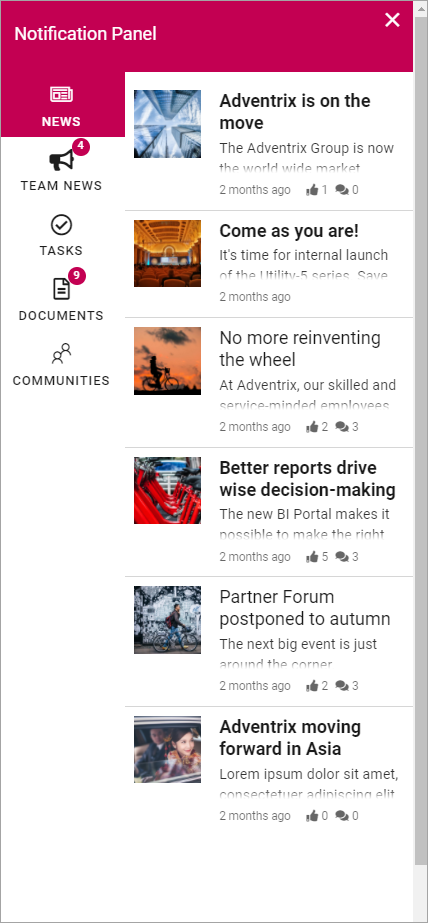 Notification Panel
NEWS
4
TEAM NEWS
TASKS
9
DOCUMENTS
COMMUNITIES
Adventrix is on the
move
The Adventrix Group is now
the world wide market
2 months ago 1 0
Come as you are!
It's time for internal launch
of the Utility-5 series. Save
2 months ago
No more reinventing
the wheel
At Adventrix, our skilled and
service-minded employees
2 months ago 2 3
Better reports drive
wise decision-making
The new BI Portal makes it
possible to make the right
2 months ago 5 3
Partner Forum
postponed to autumn
The next big event is just
around the corner
2 months ago 2 3
Adventrix moving
forward in Asia
Lorem ipsum dolor sit amet,
consectetuer adipiscing elit
2 months ago 0 0